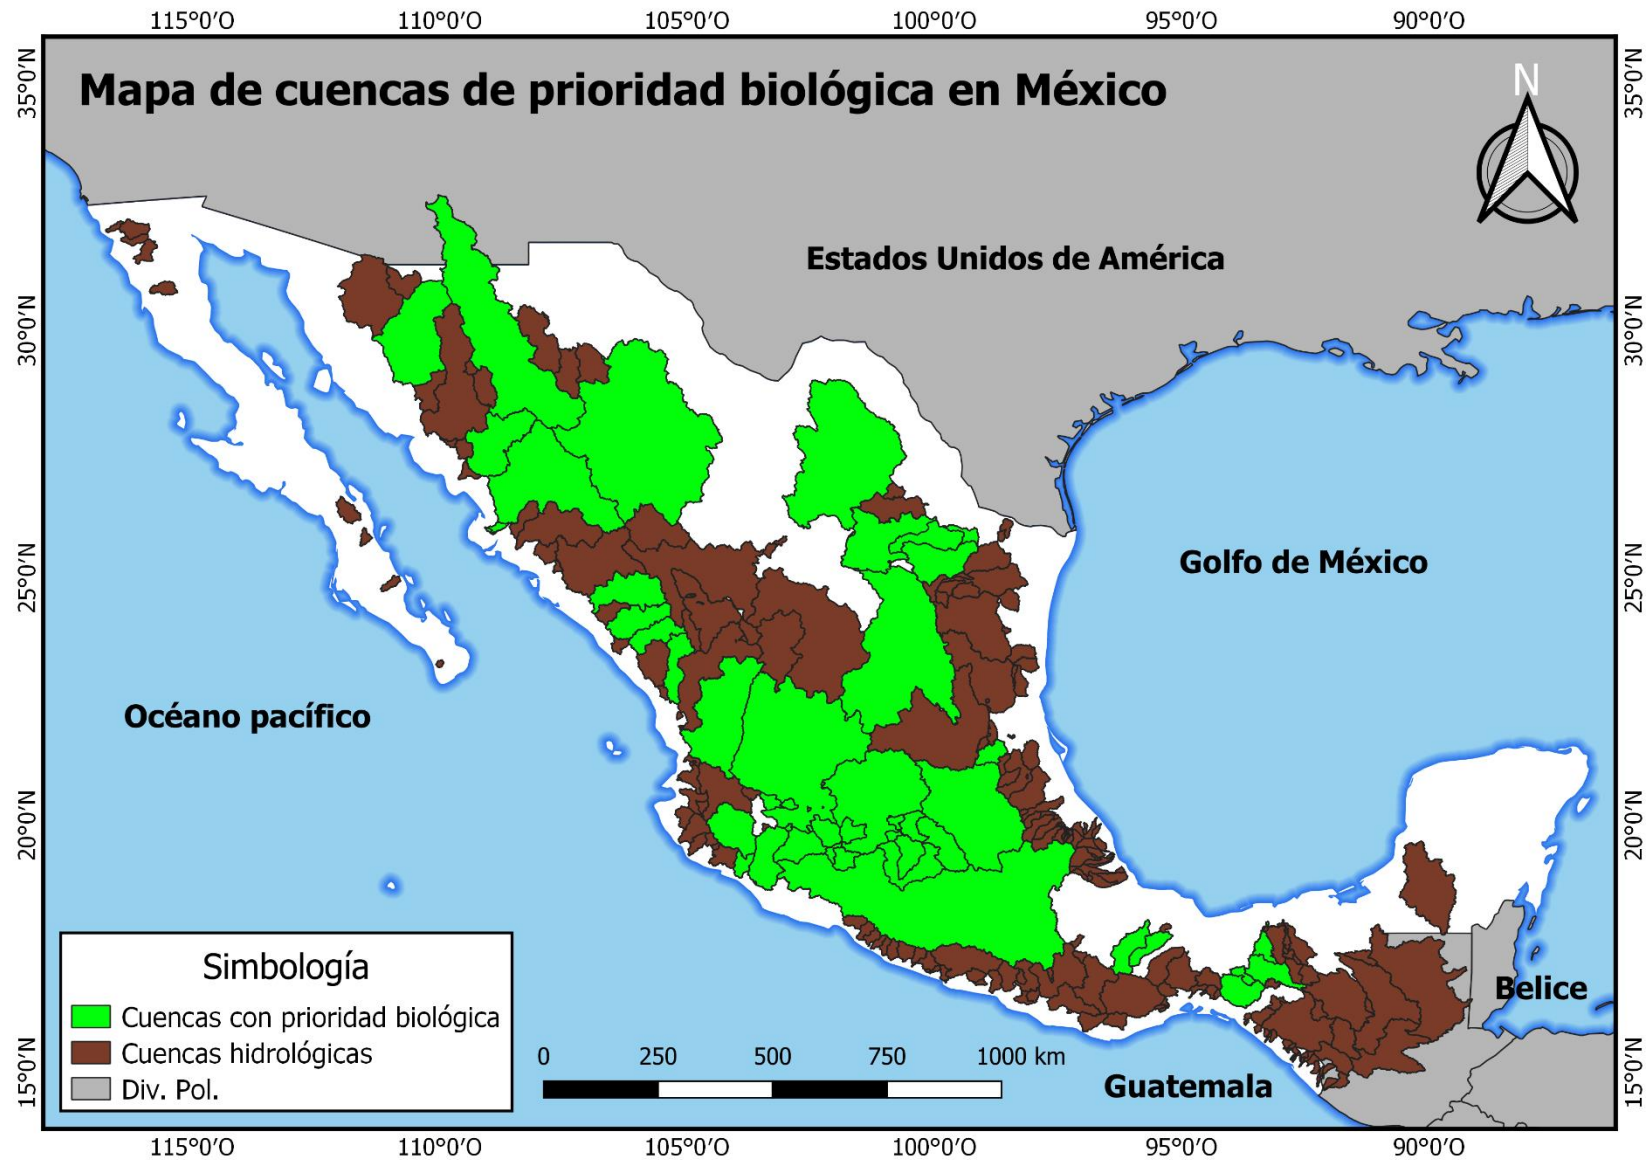 115°0'O 110°0'O 105°0'O 100°0'O 95°0'O 90°0'O
Mapa de cuencas de prioridad biológica en México
N
35°0'N
35°0'N
Estados Unidos de América
30°0'N
30°0'N
Golfo de México
25°0'N
25°0'N
Océano pacífico
20°0'N
20°0'N
Simbología
Cuencas con prioridad biológica
Cuencas hidrológicas
Div. Pol.
0 250 500 750 1000 km
Belice
Guatemala
15°0'N
15°0'N
115°0'O 110°0'O 105°0'O 100°0'O 95°0'O 90°0'O